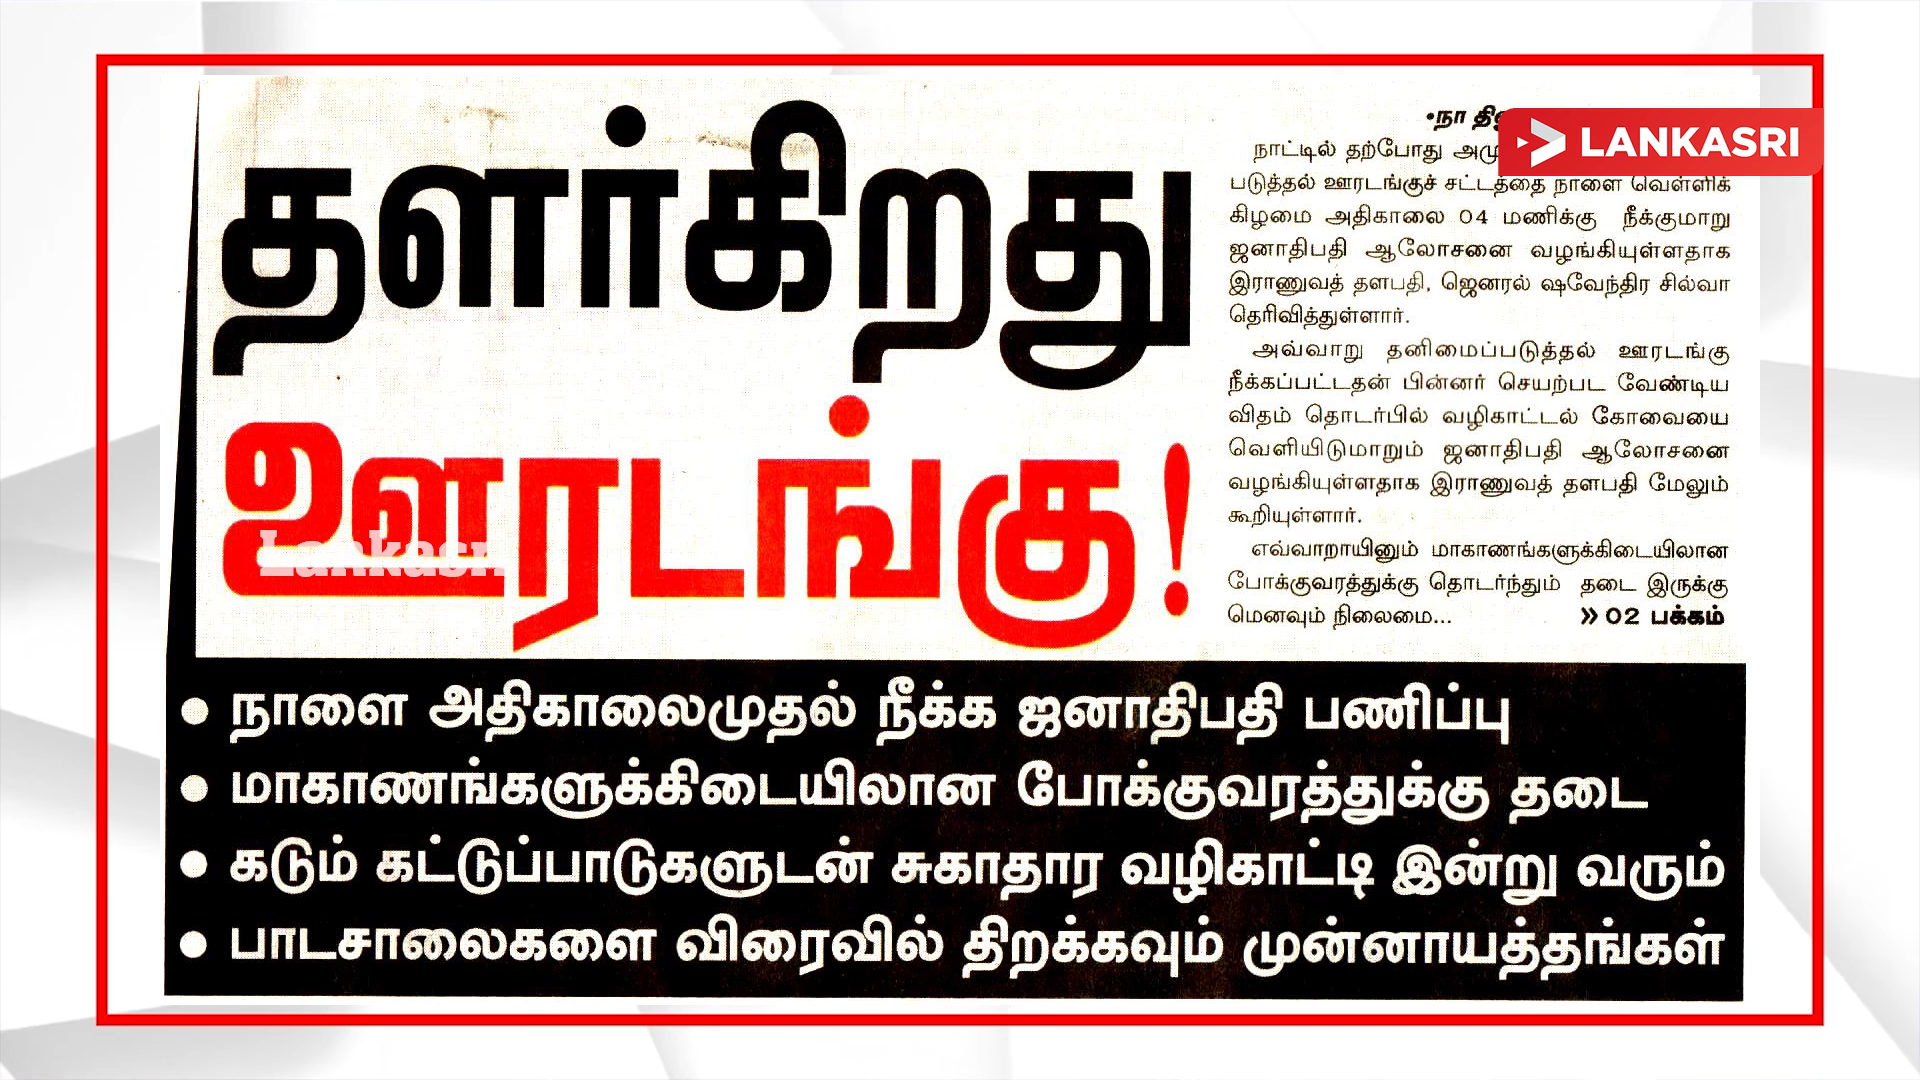 LANKASRI
தளர்கிறது
ஊரடங்கு!
Lankasri
•நா
நாட்டில் தற்போது
படுத்தல் ஊரடங்குச் சட்டத்தை நாளை வெள்ளிக்
கிழமை அதிகாலை 04 மணிக்கு நீக்குமாறு
ஜனாதிபதி ஆலோசனை வழங்கியுள்ளதாக
இராணுவத் தளபதி, ஜெனரல் ஷவேந்திர சில்வா
தெரிவித்துள்ளார்.
அவ்வாறு தனிமைப்படுத்தல் ஊரடங்கு
நீக்கப்பட்டதன் பின்னர் செயற்பட வேண்டிய
விதம் தொடர்பில் வழிகாட்டல் கோவையை
வெளியிடுமாறும் ஜனாதிபதி ஆலோசனை
வழங்கியுள்ளதாக இராணுவத் தளபதி மேலும்
கூறியுள்ளார்.
எவ்வாறாயினும் மாகாணங்களுக்கிடையிலான
போக்குவரத்துக்கு தொடர்ந்தும் தடை இருக்கு
மெனவும் நிலைமை... » 02 பக்கம்
• நாளை அதிகாலைமுதல் நீக்க ஜனாதிபதி பணிப்பு
• மாகாணங்களுக்கிடையிலான போக்குவரத்துக்கு தடை
• கடும் கட்டுப்பாடுகளுடன் சுகாதார வழிகாட்டி இன்று வரும்
• பாடசாலைகளை விரைவில் திறக்கவும் முன்னாயத்தங்கள்